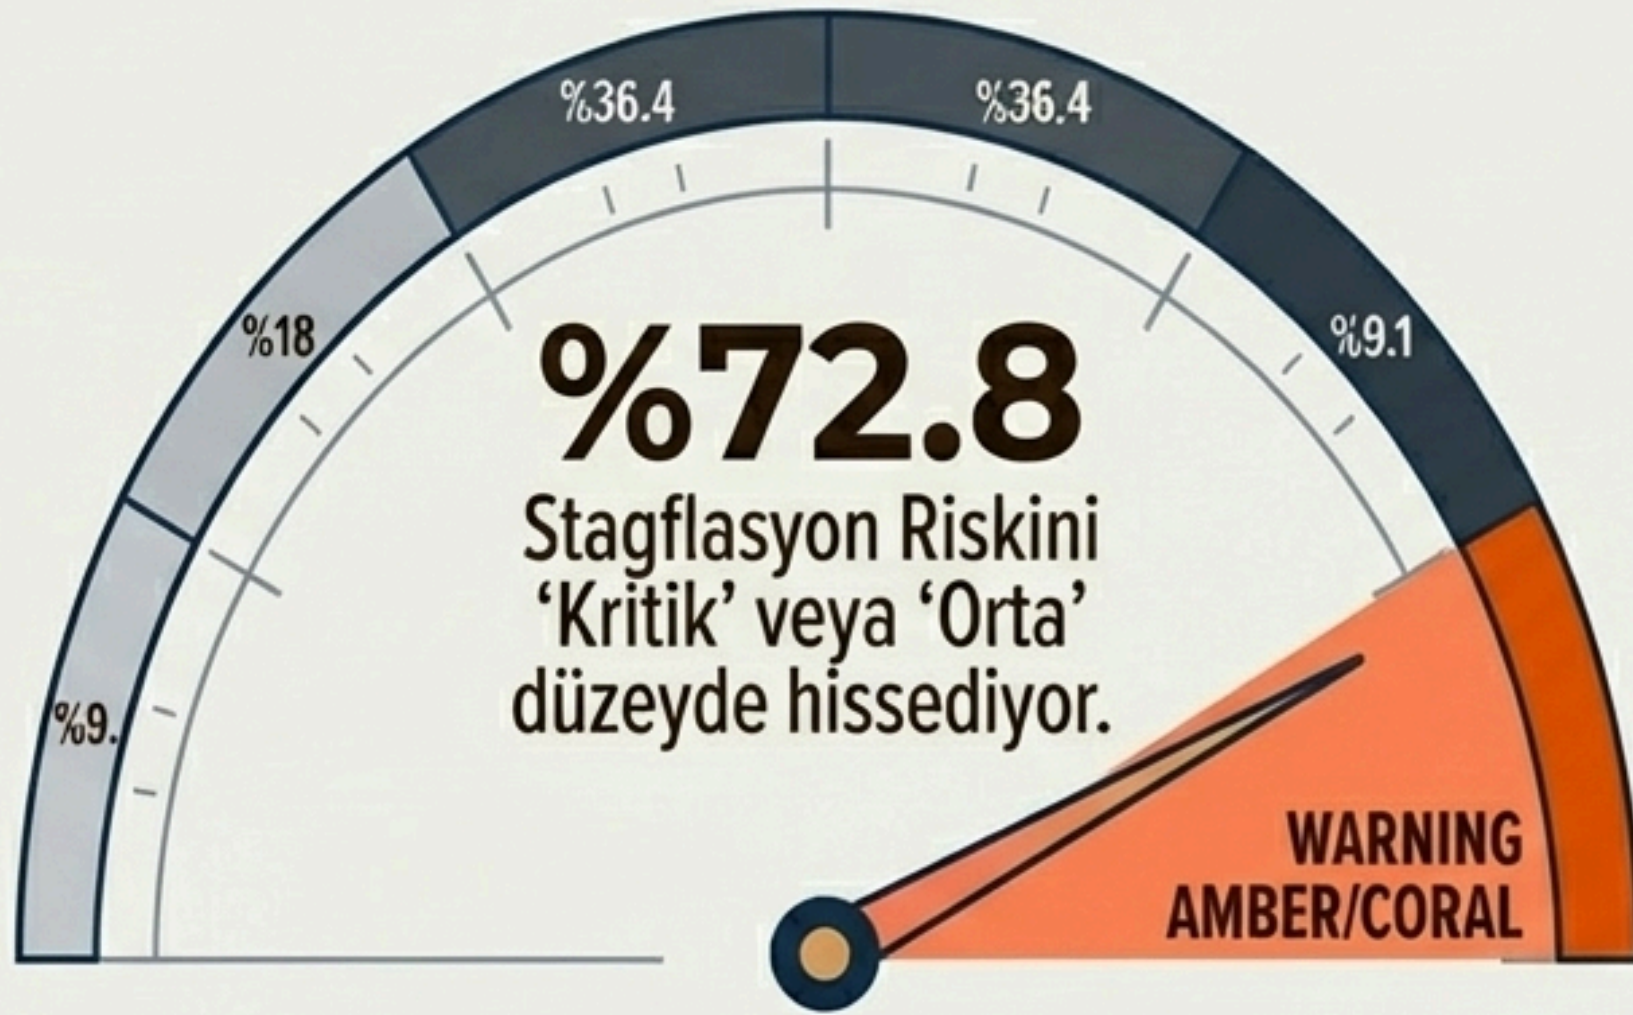 %36.4
%36.4
%18
%9.1
%9.
%72.8
Stagflasyon Riskini
‘Kritik’ veya ‘Orta’
düzeyde hissediyor.
WARNING
AMBER/CORAL